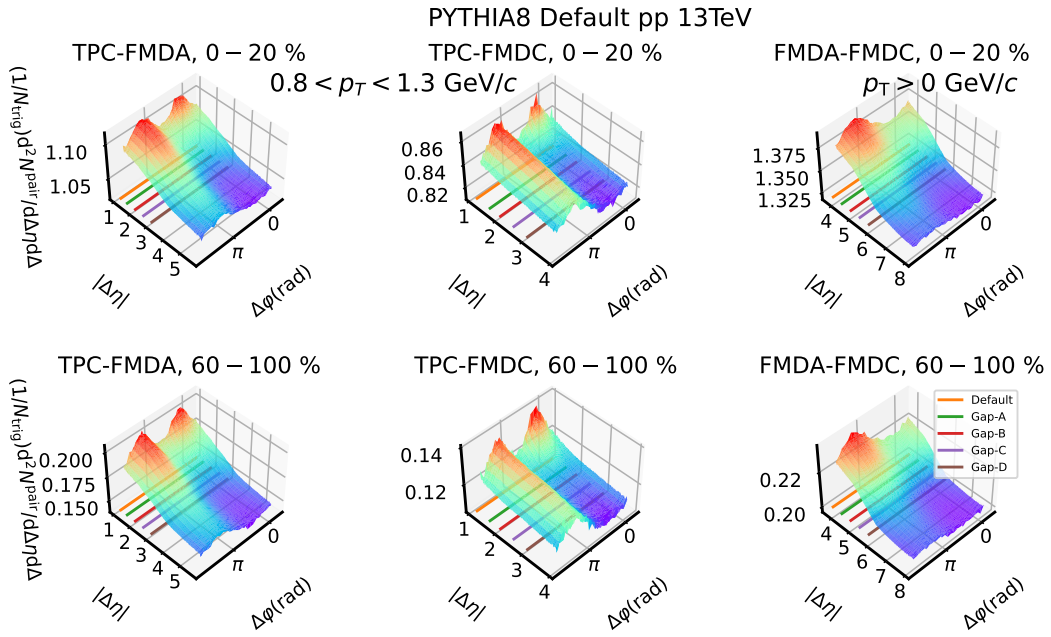 PYTHIA8 Default pp 13TeV
TPC-FMDA, 0 − 20 %
TPC-FMDC, 0 − 20 %
FMDA-FMDC, 0 − 20 %
0.8 < p_T < 1.3 GeV/c
p_T > 0 GeV/c
(1/N_trig)d²N^pair/dΔηdΔ
1.10
1.05
1
2
3
4
5
|Δη|
0
π
Δφ(rad)
0.86
0.84
0.82
1
2
3
4
|Δη|
0
π
Δφ(rad)
1.375
1.350
1.325
4
5
6
7
8
|Δη|
0
π
Δφ(rad)
TPC-FMDA, 60 − 100 %
TPC-FMDC, 60 − 100 %
FMDA-FMDC, 60 − 100 %
(1/N_trig)d²N^pair/dΔηdΔ
0.200
0.175
0.150
1
2
3
4
5
|Δη|
0
π
Δφ(rad)
0.14
0.12
1
2
3
4
|Δη|
0
π
Δφ(rad)
Default
Gap-A
Gap-B
Gap-C
Gap-D
0.22
0.20
4
5
6
7
8
|Δη|
0
π
Δφ(rad)